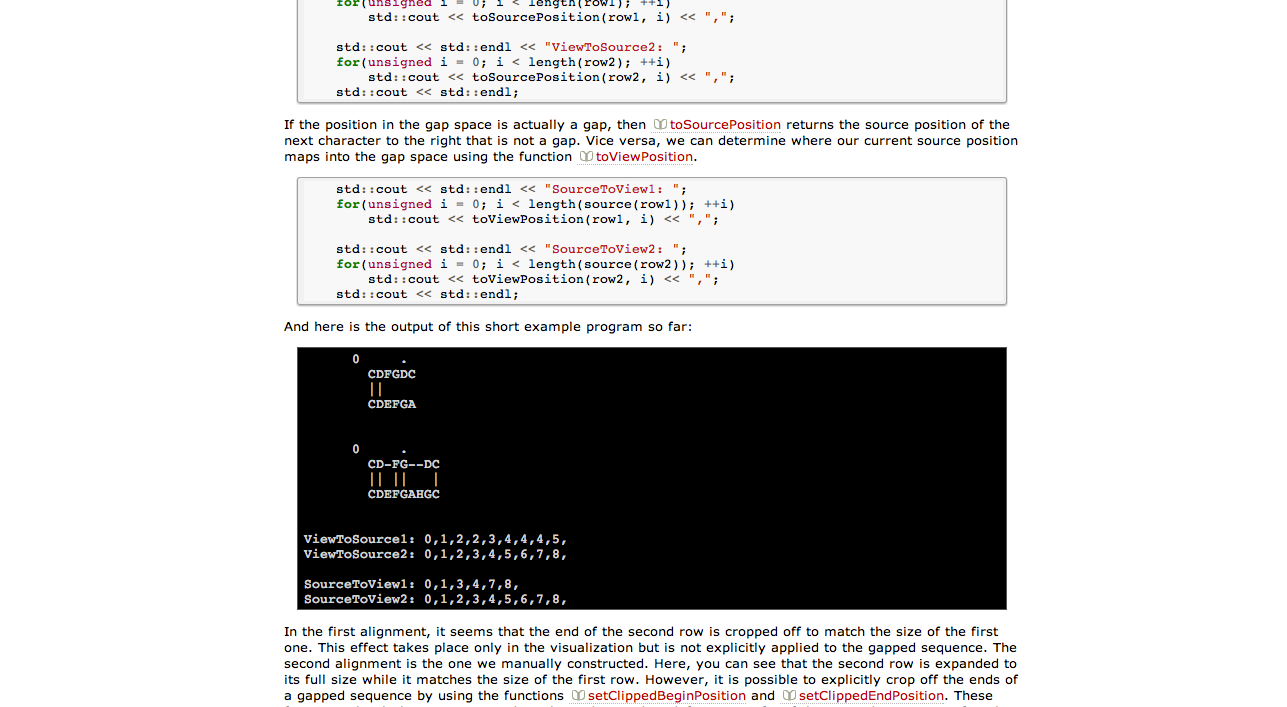 for(unsigned i = 0; i < length(row1); ++i)
std::cout << toSourcePosition(row1, i) << ",";
std::cout << std::endl << "ViewToSource2: ";
for(unsigned i = 0; i < length(row2); ++i)
std::cout << toSourcePosition(row2, i) << ",";
std::cout << std::endl;
If the position in the gap space is actually a gap, then toSourcePosition returns the source position of the
next character to the right that is not a gap. Vice versa, we can determine where our current source position
maps into the gap space using the function toViewPosition.
std::cout << std::endl << "SourceToView1: ";
for(unsigned i = 0; i < length(source(row1)); ++i)
std::cout << toViewPosition(row1, i) << ",";
std::cout << std::endl << "SourceToView2: ";
for(unsigned i = 0; i < length(source(row2)); ++i)
std::cout << toViewPosition(row2, i) << ",";
std::cout << std::endl;
And here is the output of this short example program so far:
0 .
CDFGDC
||
CDEFGA
0 .
CD-FG--DC
|| || |
CDEFGAHGC
ViewToSource1: 0,1,2,2,3,4,4,4,5,
ViewToSource2: 0,1,2,3,4,5,6,7,8,
SourceToView1: 0,1,3,4,7,8,
SourceToView2: 0,1,2,3,4,5,6,7,8,
In the first alignment, it seems that the end of the second row is cropped off to match the size of the first
one. This effect takes place only in the visualization but is not explicitly applied to the gapped sequence. The
second alignment is the one we manually constructed. Here, you can see that the second row is expanded to
its full size while it matches the size of the first row. However, it is possible to explicitly crop off the ends of
a gapped sequence by using the functions setClippedBeginPosition and setClippedEndPosition. These